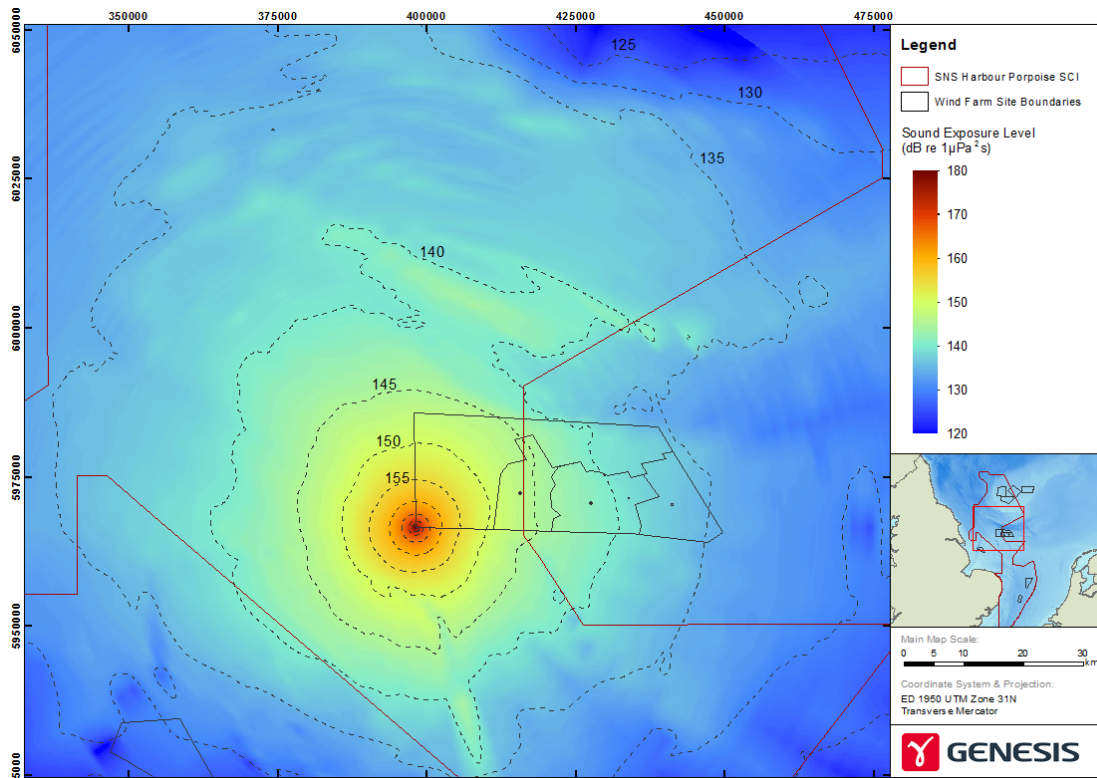 350000 375000 400000 425000 450000 475000
6050000
6025000
6000000
5975000
5950000
5000
125
130
135
140
145
150
155
Legend
SNS Harbour Porpoise SCI
Wind Farm Site Boundaries
Sound Exposure Level
(dB re 1µPa²s)
180
170
160
150
140
130
120
Main Map Scale:
0 5 10 20 30
km
Coordinate System & Projection:
ED 1950 UTM Zone 31N
Transverse Mercator
GENESIS